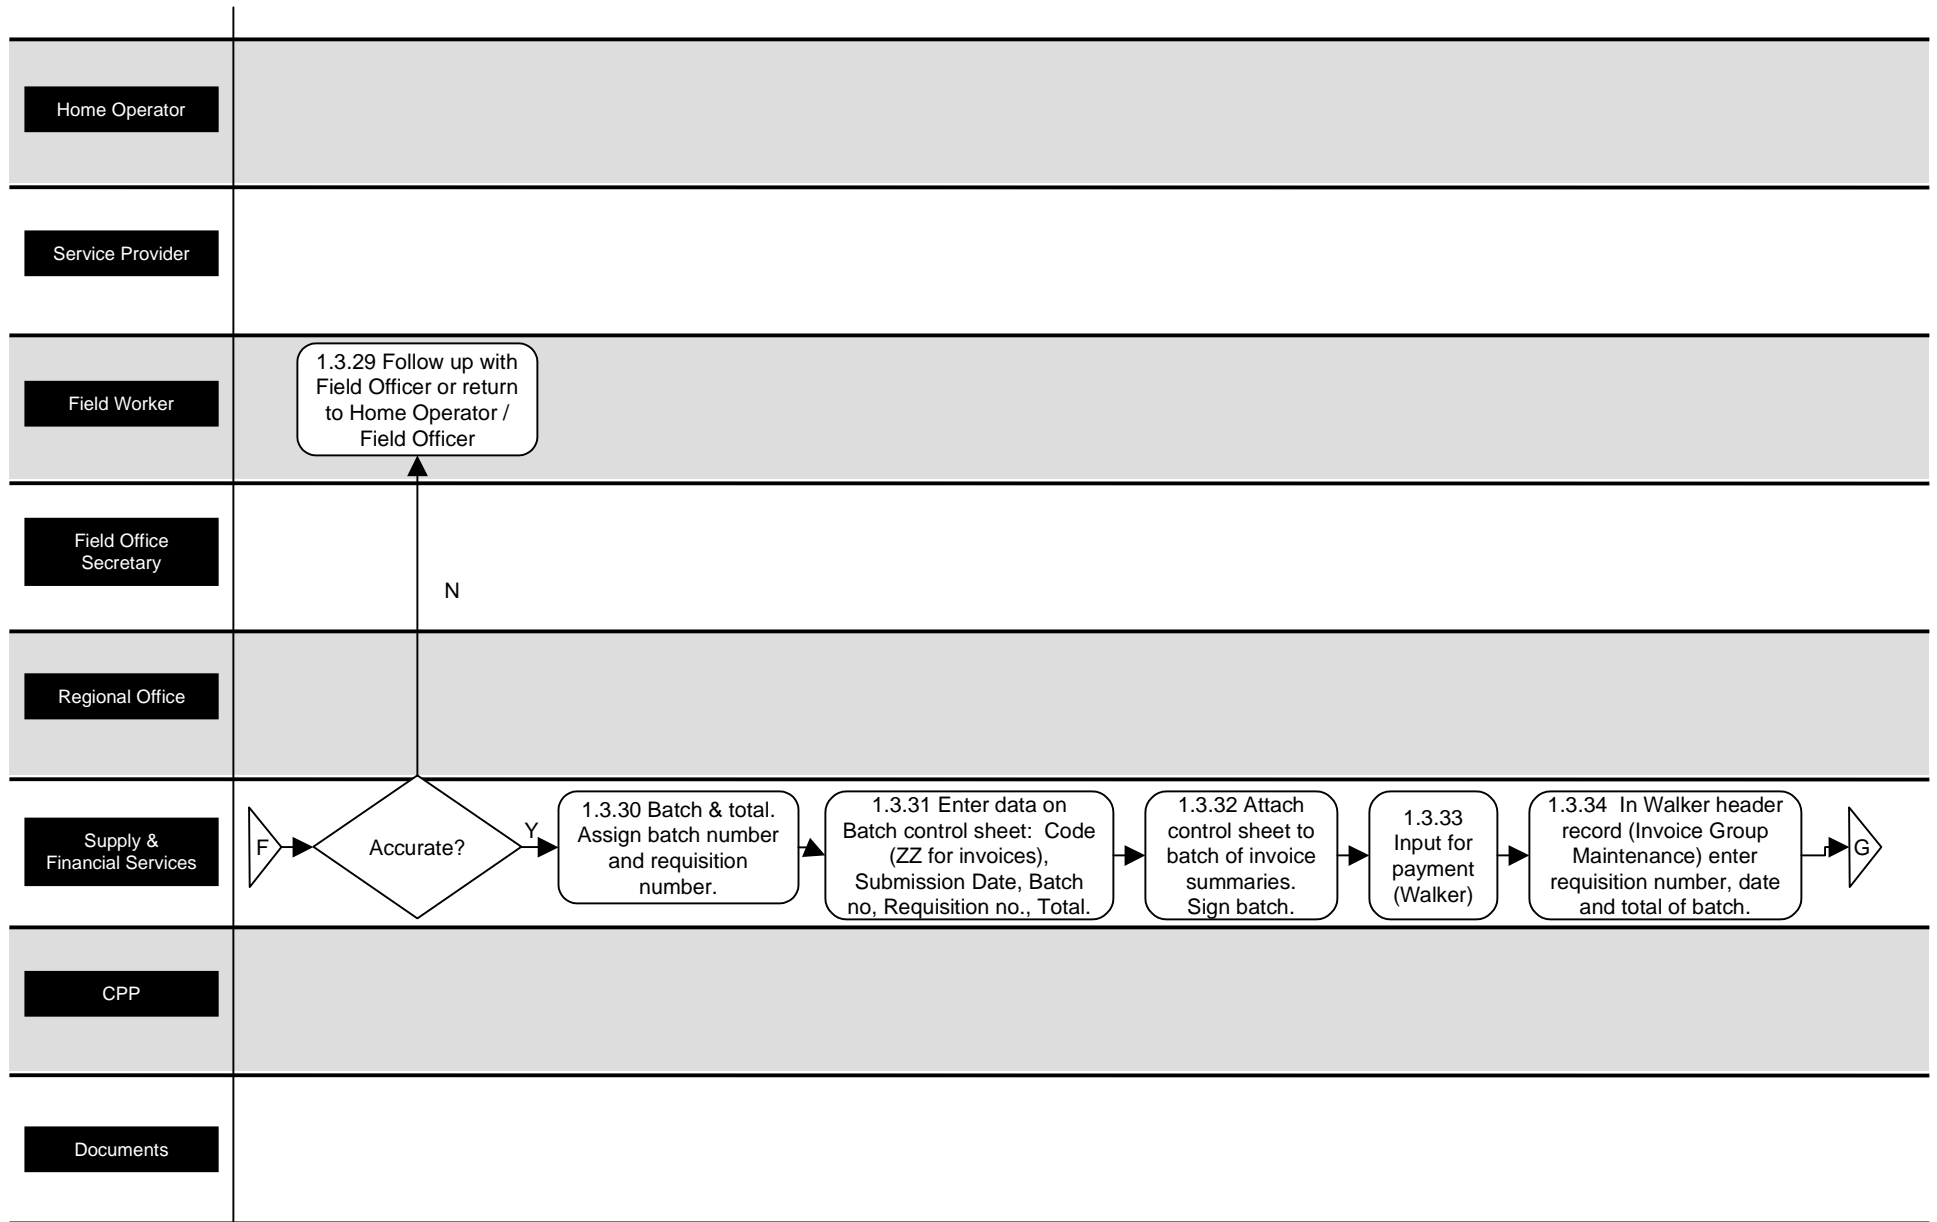 Home Operator
Service Provider
Field Worker
1.3.29 Follow up with
Field Officer or return
to Home Operator /
Field Officer
Field Office
Secretary
N
Regional Office
Supply &
Financial Services
F
Accurate?
Y
1.3.30 Batch & total.
Assign batch number
and requisition
number.
1.3.31 Enter data on
Batch control sheet:  Code
(ZZ for invoices),
Submission Date, Batch
no, Requisition no., Total.
1.3.32 Attach
control sheet to
batch of invoice
summaries.
Sign batch.
1.3.33
Input for
payment
(Walker)
1.3.34  In Walker header
record (Invoice Group
Maintenance) enter
requisition number, date
and total of batch.
G
CPP
Documents